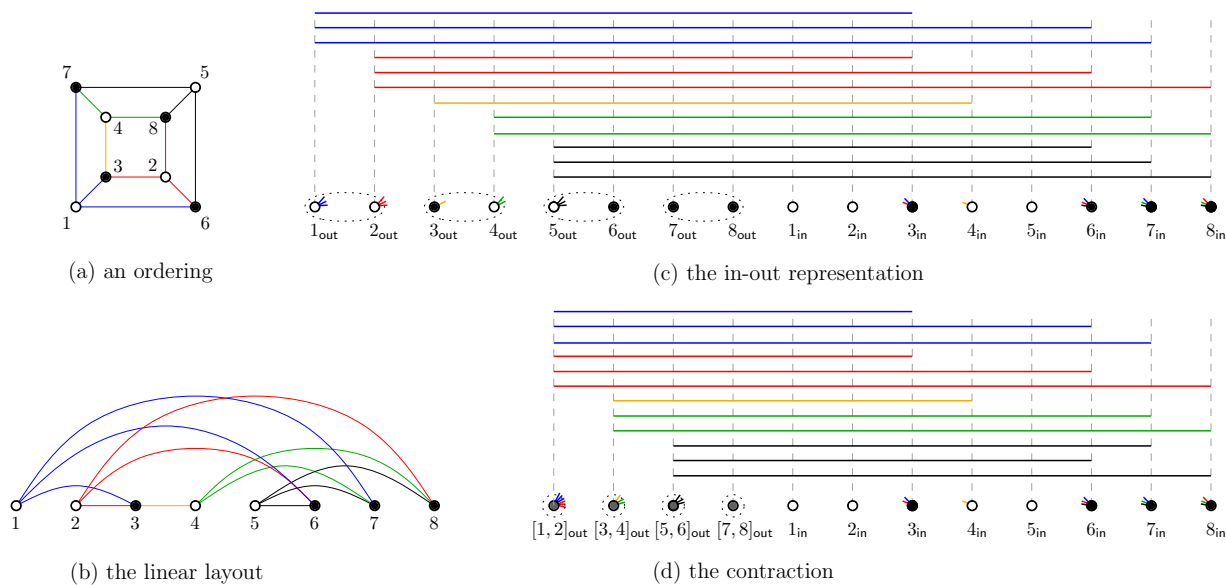 7 5
4 8
3 2
1 6
(a) an ordering
1out 2out 3out 4out 5out 6out 7out 8out 1in 2in 3in 4in 5in 6in 7in 8in
(c) the in-out representation
1 2 3 4 5 6 7 8
(b) the linear layout
[1, 2]out [3, 4]out [5, 6]out [7, 8]out 1in 2in 3in 4in 5in 6in 7in 8in
(d) the contraction